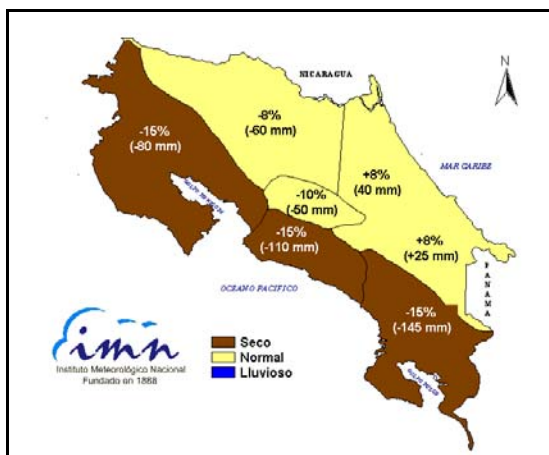 NICARAGUA
N
-8%
(-60 mm)
-15%
(-80 mm)
MAR CARIBE
+8%
(40 mm)
-10%
(-50 mm)
-15%
(-110 mm)
+8%
(+25 mm)
PANAMA
OCEANO PACIFICO
-15%
(-145 mm)
imn
Instituto Meteorológico Nacional
Fundado en 1888
Seco
Normal
Lluvioso